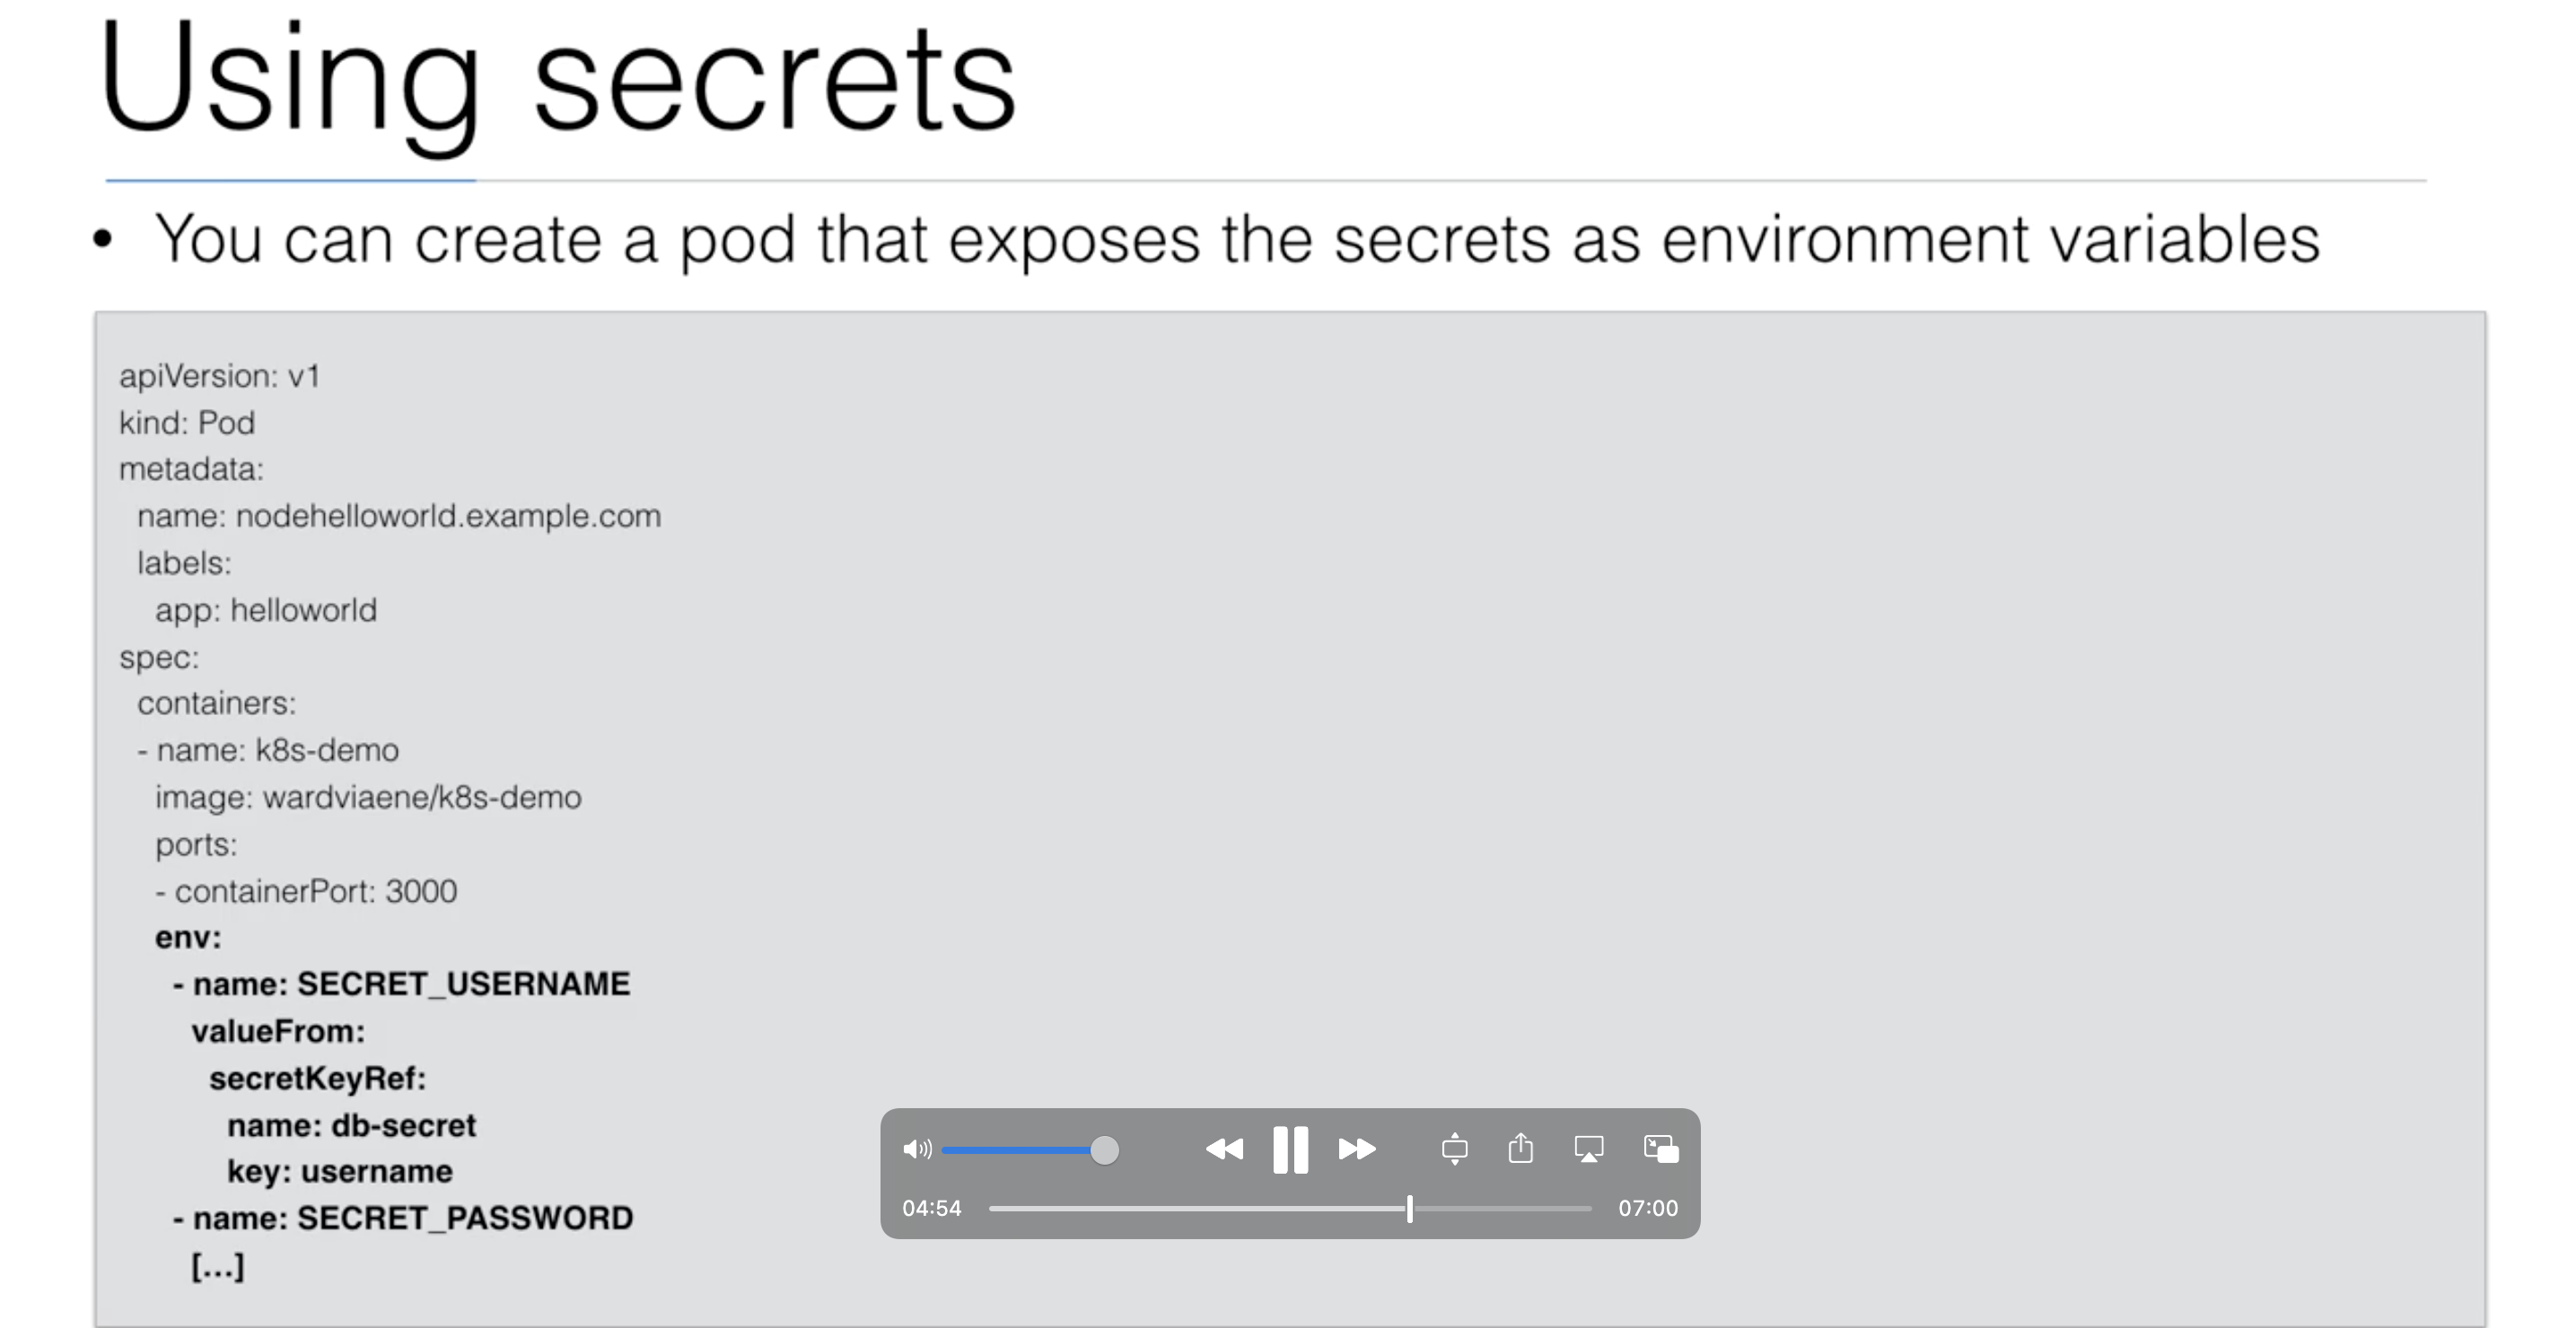 Using secrets
• You can create a pod that exposes the secrets as environment variables
apiVersion: v1
kind: Pod
metadata:
  name: nodehelloworld.example.com
  labels:
    app: helloworld
spec:
  containers:
  - name: k8s-demo
    image: wardviaene/k8s-demo
    ports:
    - containerPort: 3000
    env:
      - name: SECRET_USERNAME
        valueFrom:
          secretKeyRef:
            name: db-secret
            key: username
      - name: SECRET_PASSWORD
        [...]
04:54
07:00